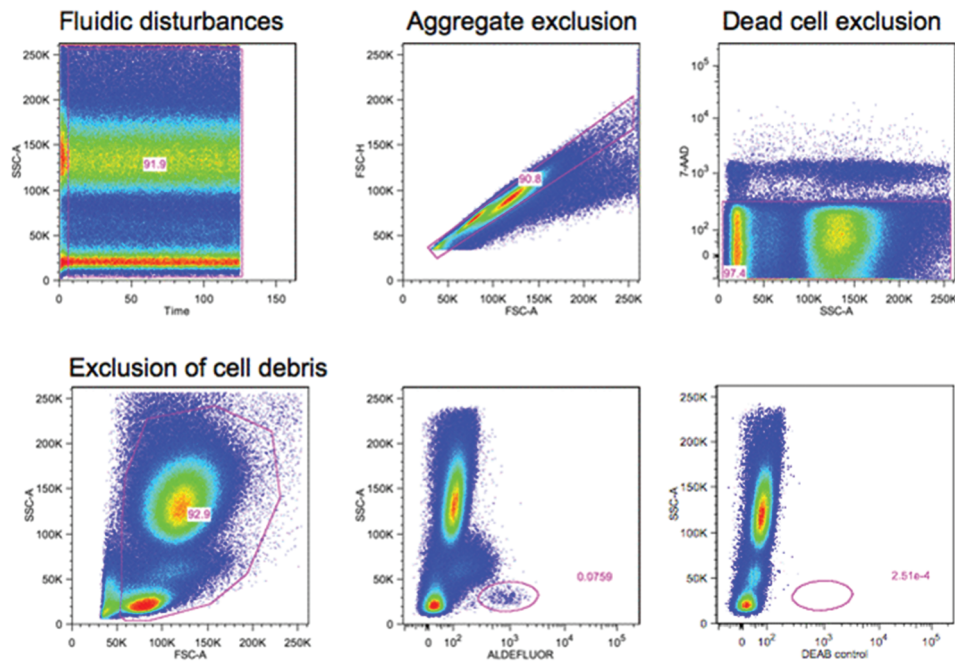 Fluidic disturbances
Aggregate exclusion
Dead cell exclusion
250K
200K
150K
100K
50K
0
SSC-A
91.9
0
50
100
150
Time
250K
200K
150K
100K
50K
0
FSC-H
90.8
0
50K
100K
150K
200K
250K
FSC-A
10^5
10^4
10^3
10^2
0
7-AAD
97.4
0
50K
100K
150K
200K
250K
SSC-A
Exclusion of cell debris
250K
200K
150K
100K
50K
0
SSC-A
92.9
0
50K
100K
150K
200K
250K
FSC-A
250K
200K
150K
100K
50K
0
SSC-A
0.0759
0
10^2
10^3
10^4
10^5
ALDEFLUOR
250K
200K
150K
100K
50K
0
SSC-A
2.51e-4
0
10^2
10^3
10^4
10^5
DEAB control